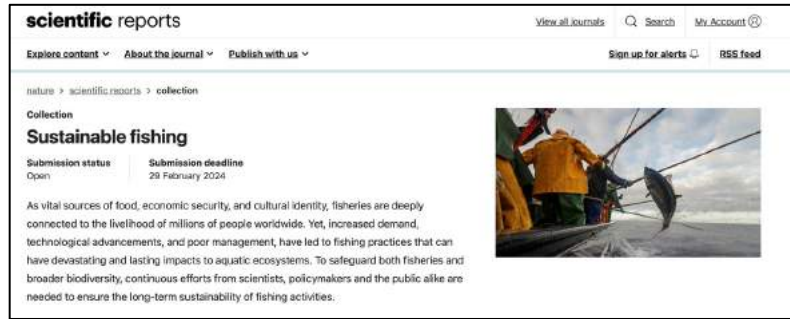 scientific reports
View all journals Search My Account
Explore content About the journal Publish with us
Sign up for alerts RSS feed
nature > scientific reports > collection
Collection
Sustainable fishing
Submission status Submission deadline
Open 29 February 2024
As vital sources of food, economic security, and cultural identity, fisheries are deeply
connected to the livelihood of millions of people worldwide. Yet, increased demand,
technological advancements, and poor management, have led to fishing practices that can
have devastating and lasting impacts to aquatic ecosystems. To safeguard both fisheries and
broader biodiversity, continuous efforts from scientists, policymakers and the public alike are
needed to ensure the long-term sustainability of fishing activities.